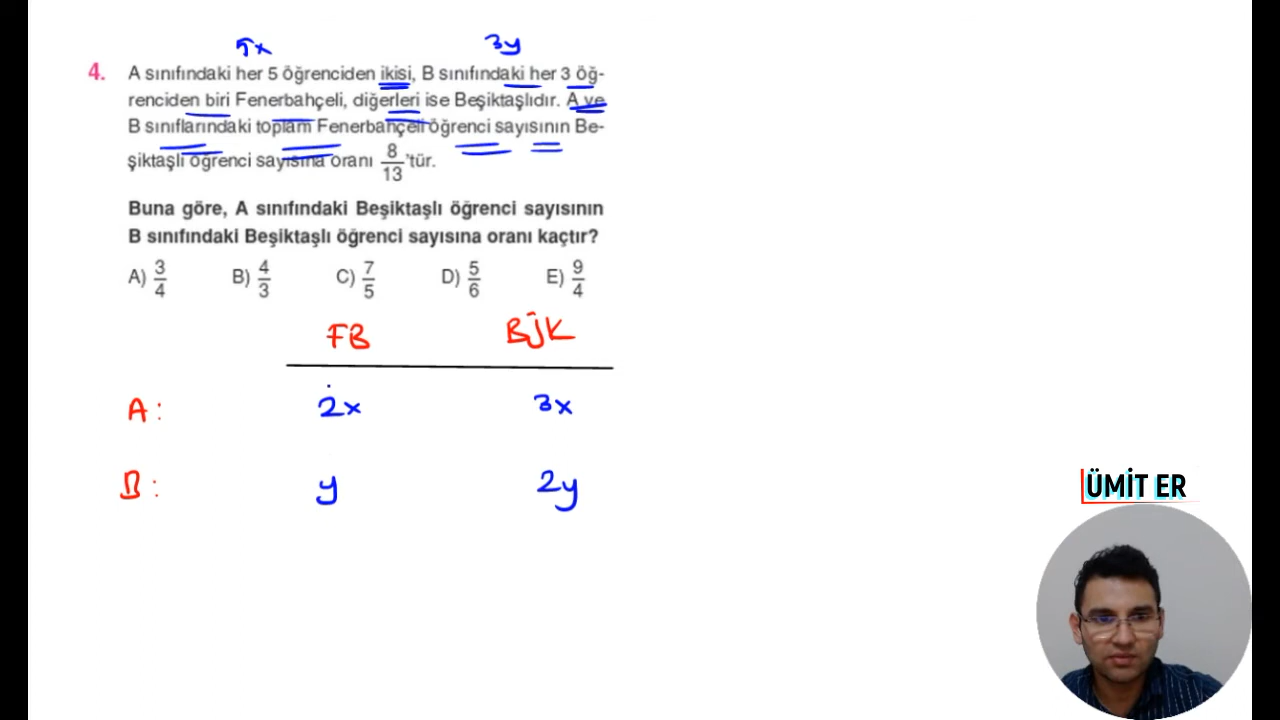 5x 3y
4. A sınıfındaki her 5 öğrenciden ikisi, B sınıfındaki her 3 öğ-
renciden biri Fenerbahçeli, diğerleri ise Beşiktaşlıdır. A ve
B sınıflarındaki toplam Fenerbahçeli öğrenci sayısının Be-
şiktaşlı öğrenci sayısına oranı 8/13'tür.
Buna göre, A sınıfındaki Beşiktaşlı öğrenci sayısının
B sınıfındaki Beşiktaşlı öğrenci sayısına oranı kaçtır?
A) 3/4 B) 4/3 C) 7/5 D) 5/6 E) 9/4
FB BJK
A: 2x 3x
B: y 2y
ÜMİT ER